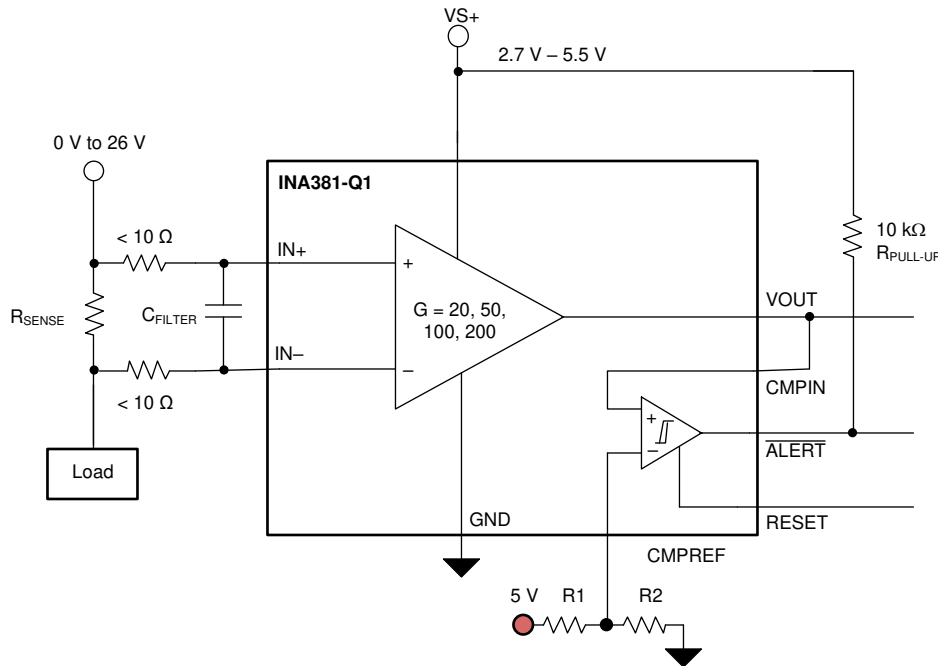 VS+
2.7 V – 5.5 V
0 V to 26 V
INA381-Q1
< 10 Ω
IN+
+
10 kΩ
RPULL-UP
RSENSE
CFILTER
G = 20, 50,
100, 200
VOUT
IN–
–
< 10 Ω
CMPIN
+
–
ALERT
Load
GND
RESET
CMPREF
5 V
R1
R2